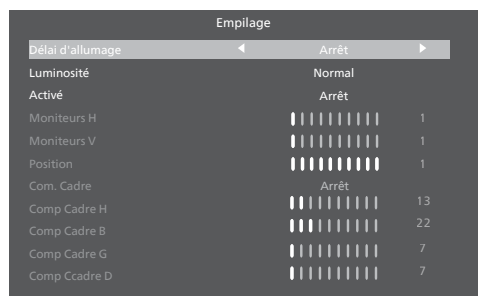 Empilage
Délai d'allumage Arrêt
Luminosité Normal
Activé Arrêt
Moniteurs H 1
Moniteurs V 1
Position 1
Com. Cadre Arrêt
Comp Cadre H 13
Comp Cadre B 22
Comp Cadre G 7
Comp Ccadre D 7